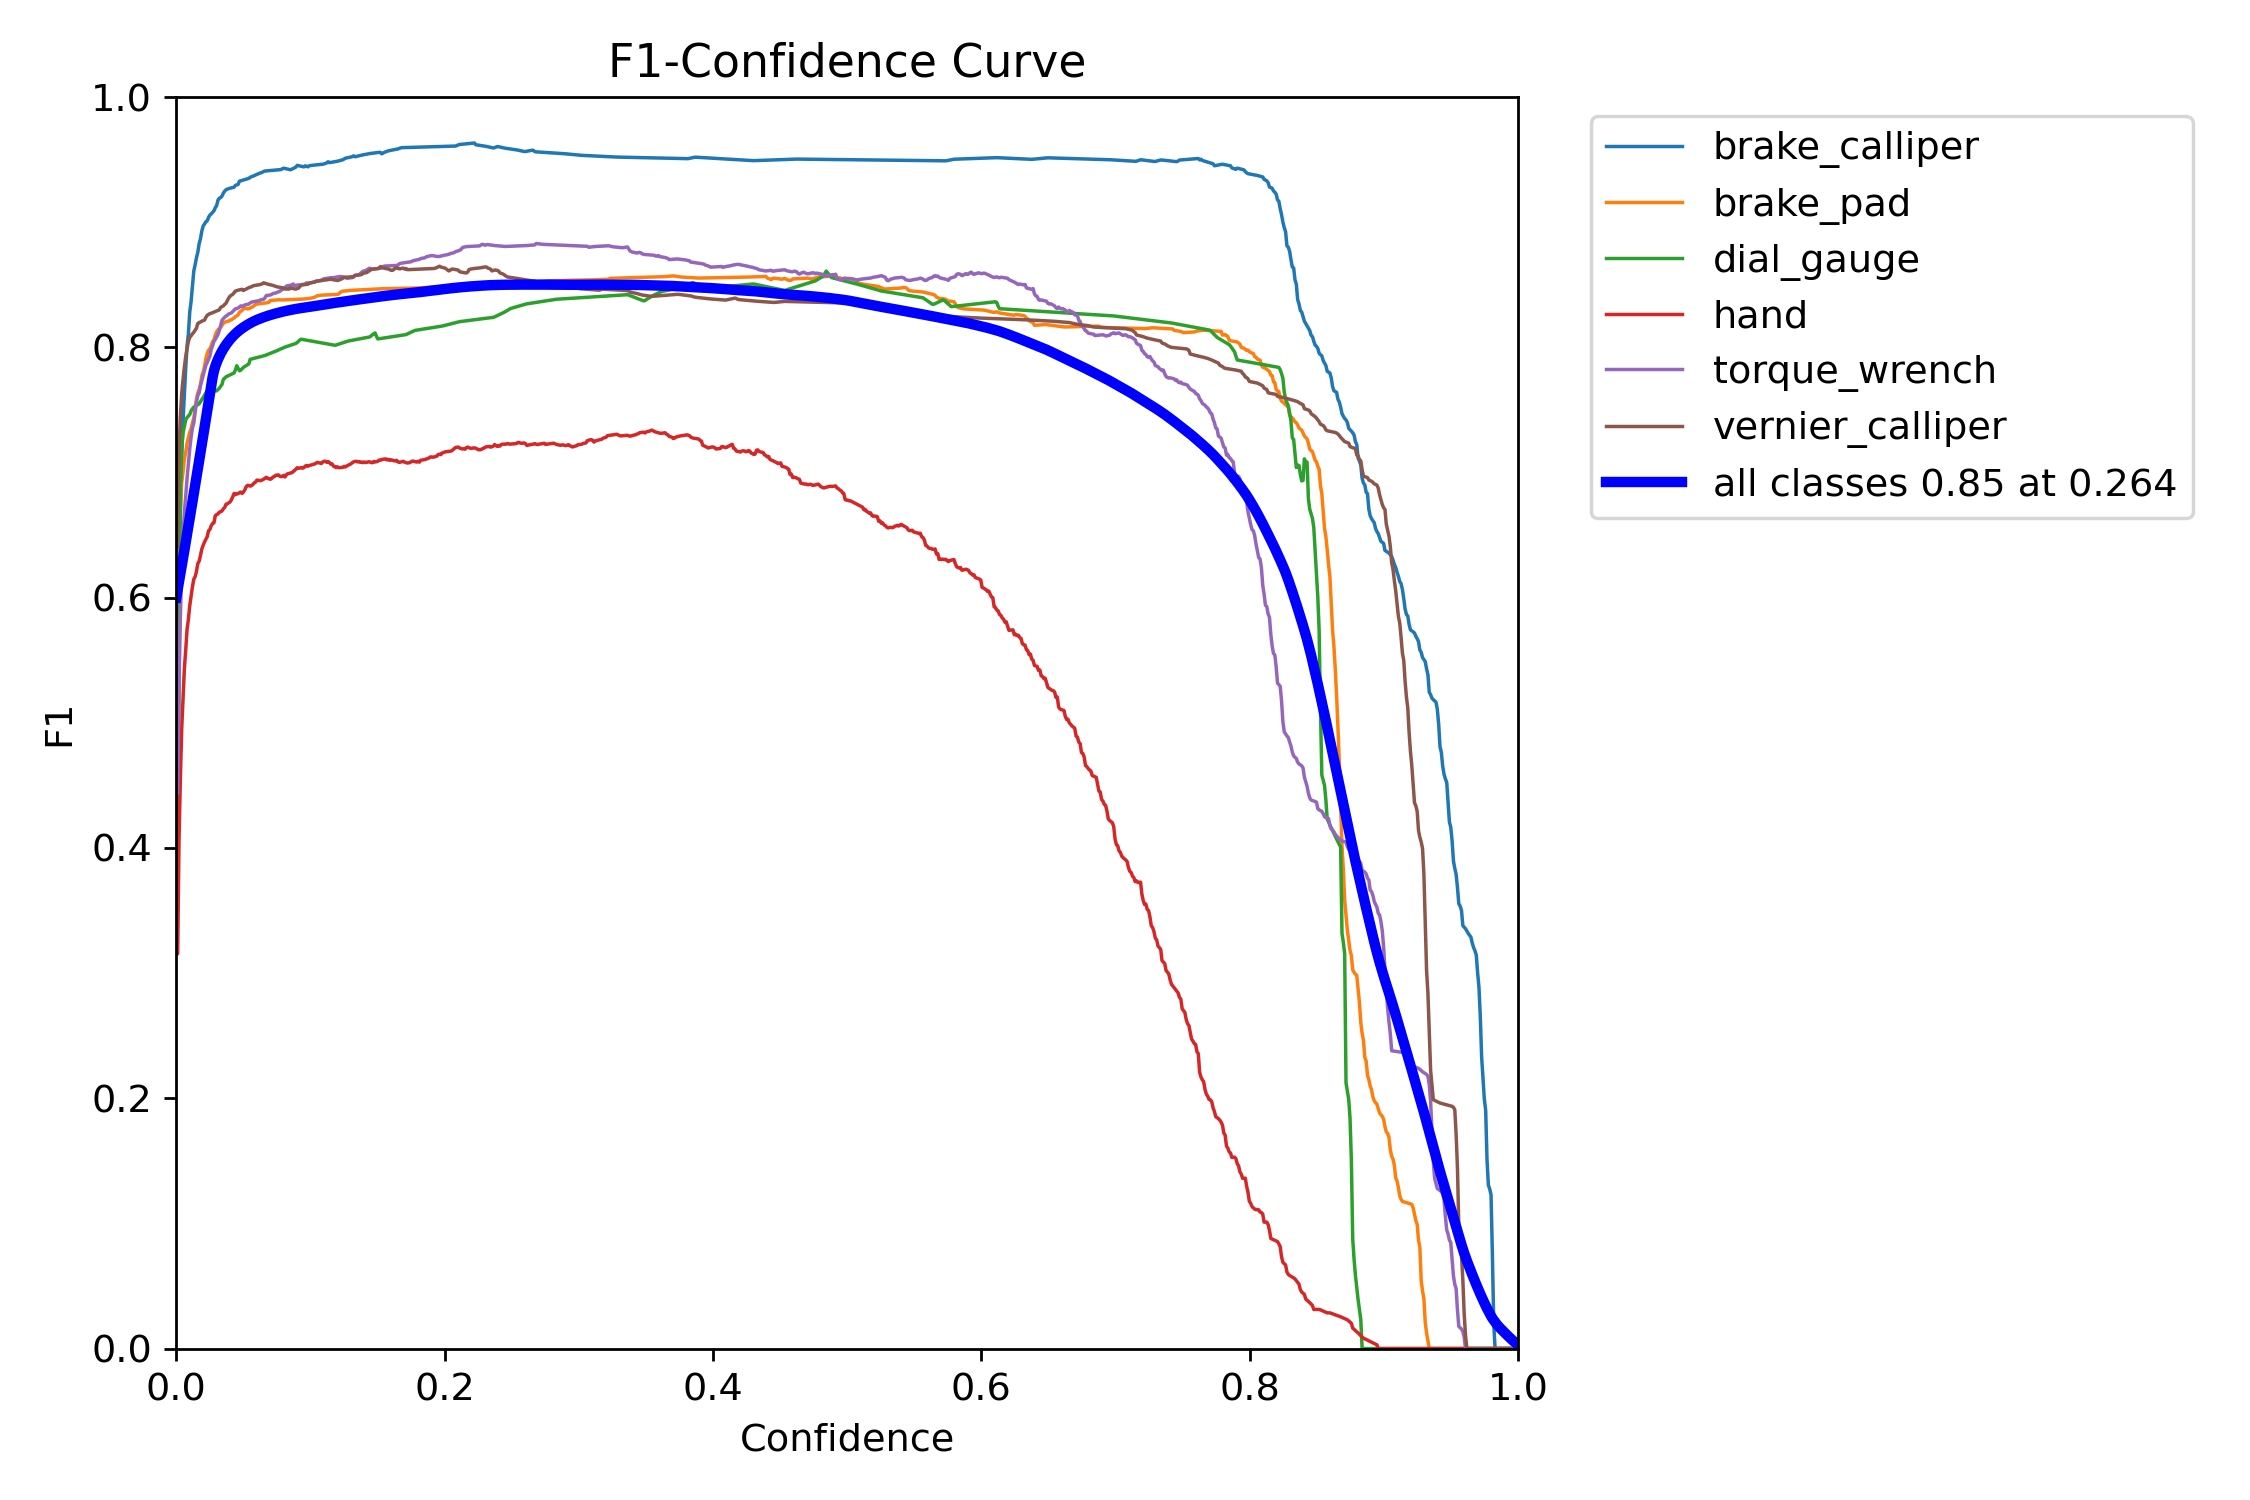 F1-Confidence Curve
1.0
0.8
0.6
0.4
0.2
0.0
F1
0.0 0.2 0.4 0.6 0.8 1.0
Confidence
brake_calliper
brake_pad
dial_gauge
hand
torque_wrench
vernier_calliper
all classes 0.85 at 0.264